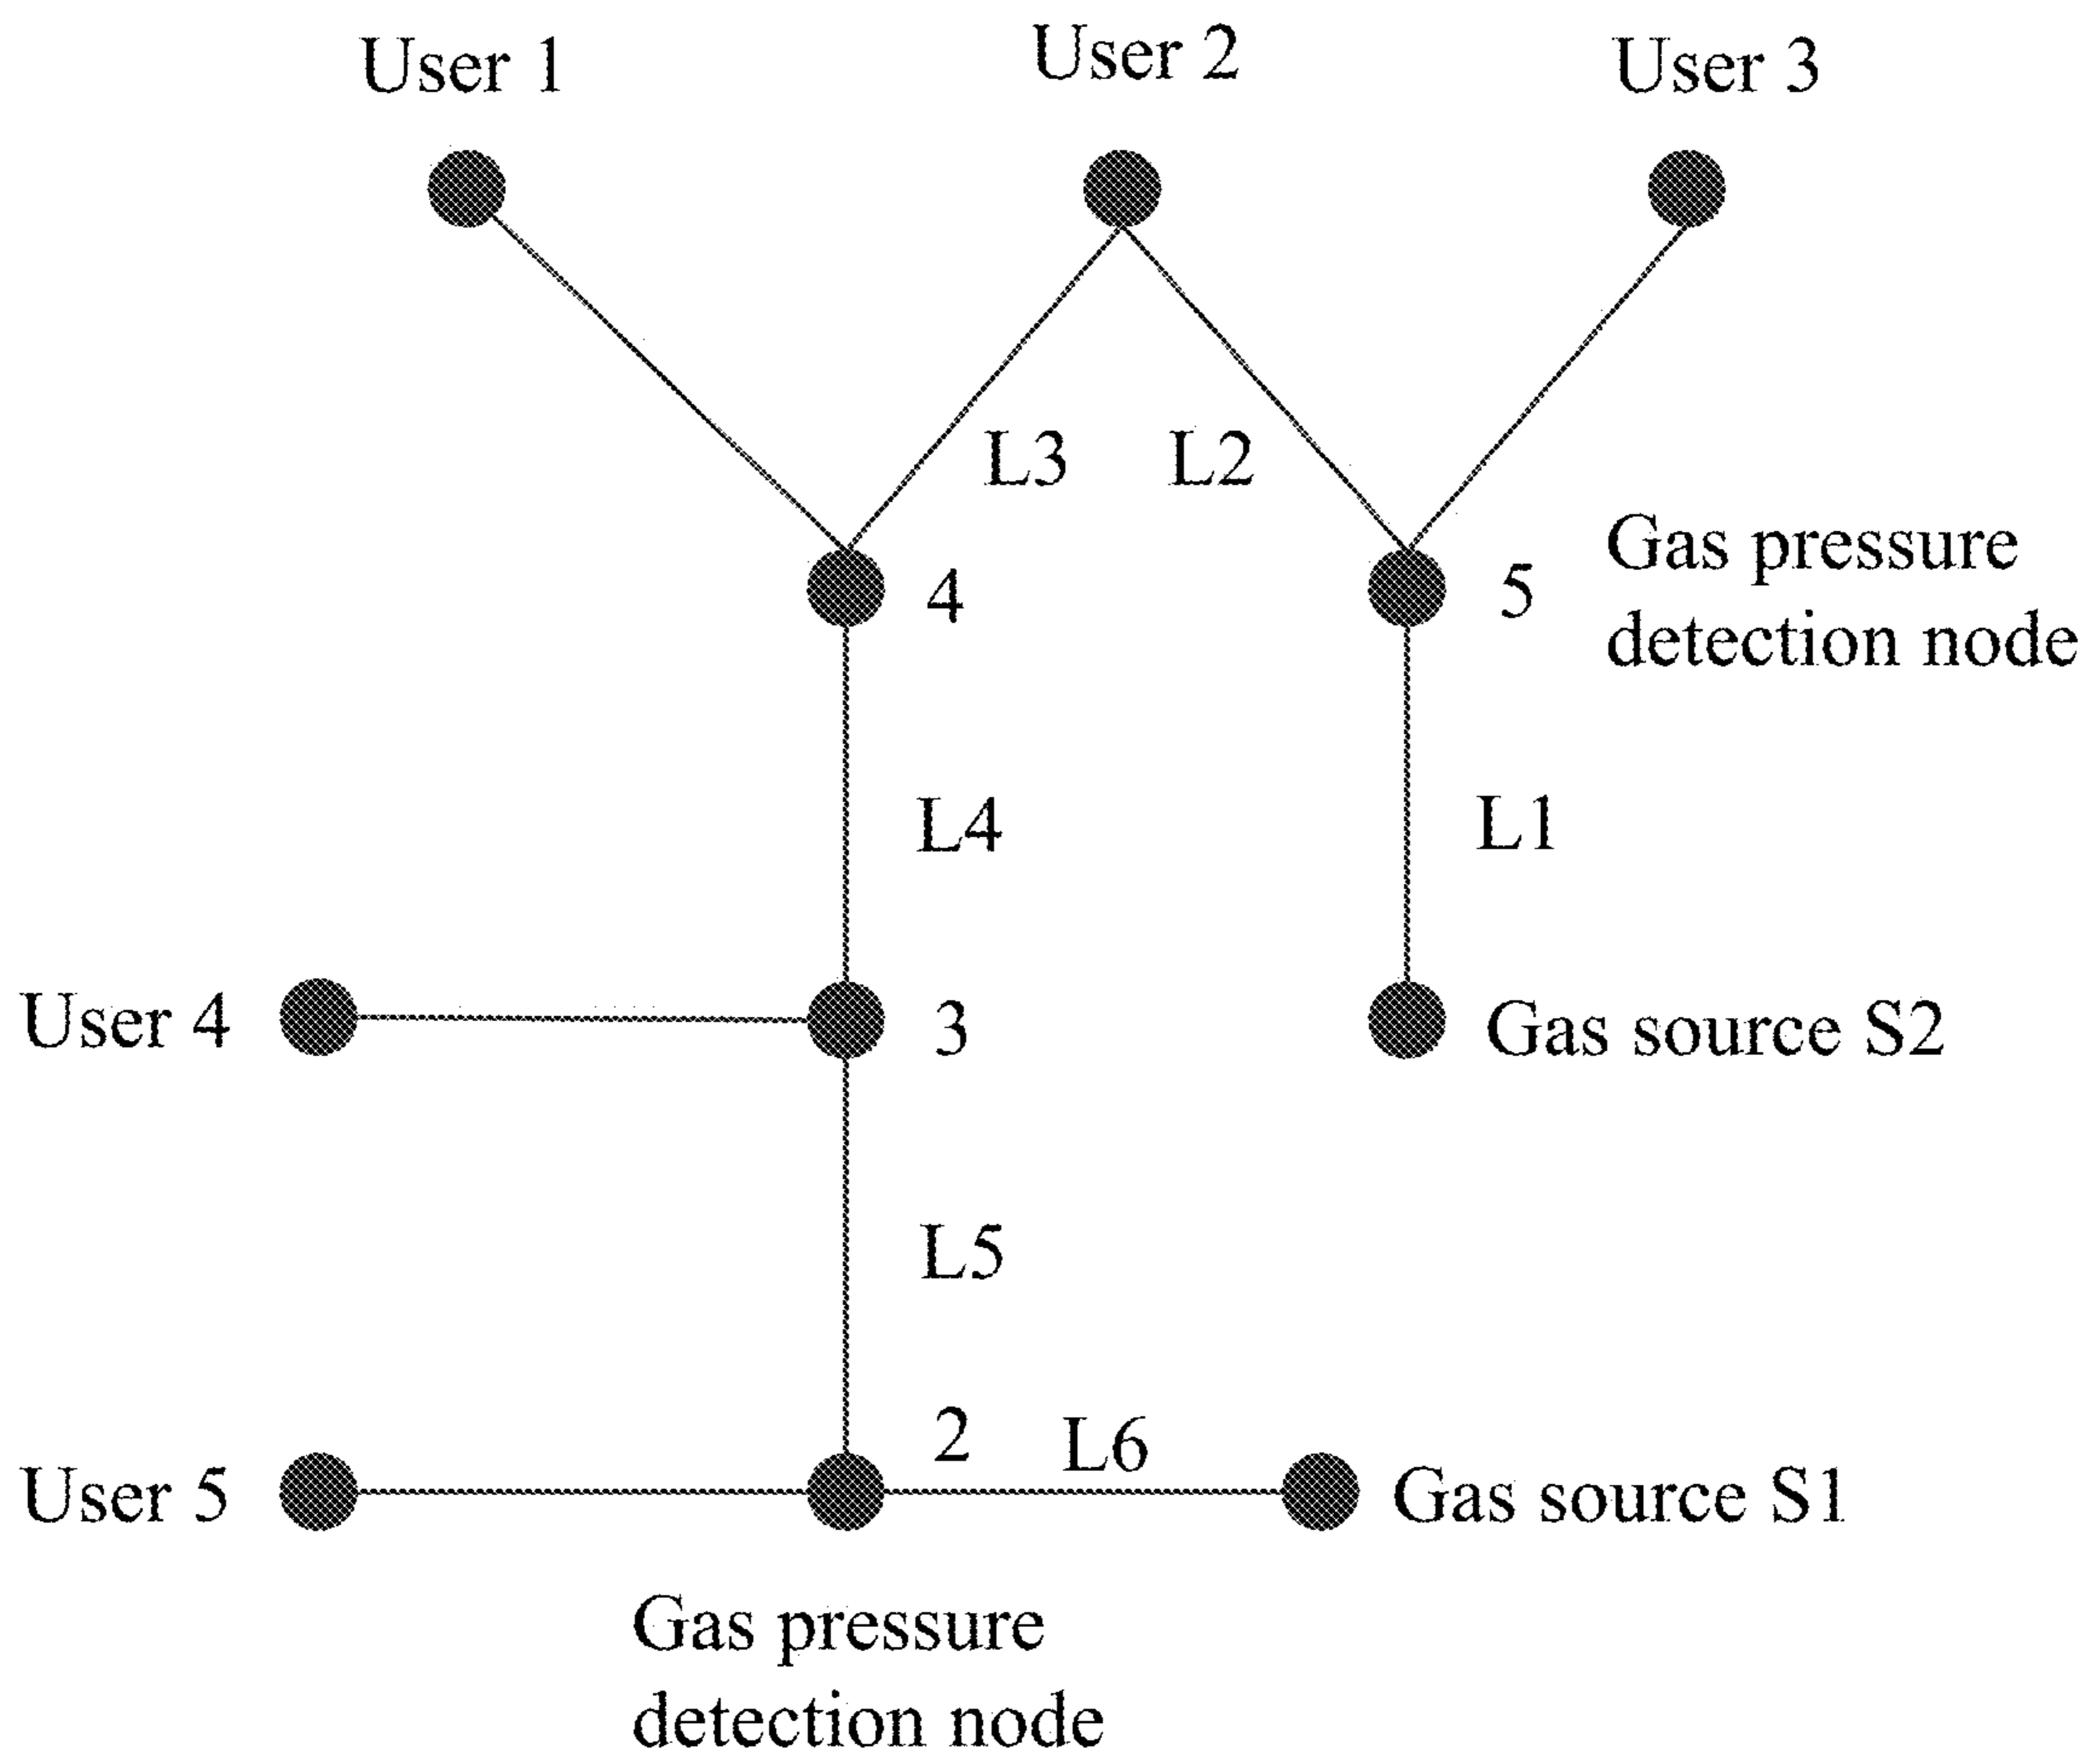 User 1
User 2
User 3
L3
L2
4
5
Gas pressure
detection node
L4
L1
User 4
3
Gas source S2
L5
2
L6
User 5
Gas source S1
Gas pressure
detection node